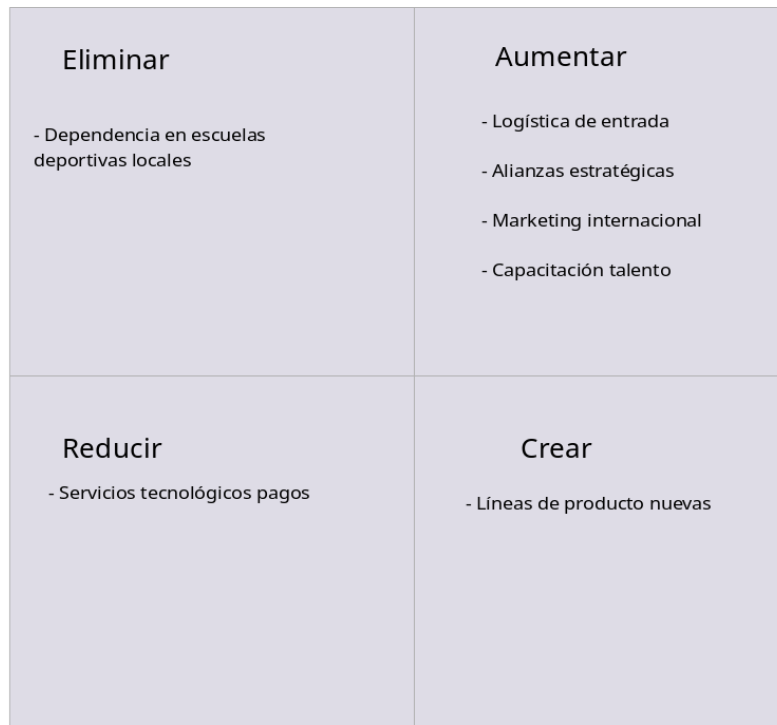 Eliminar
- Dependencia en escuelas
deportivas locales
Aumentar
- Logística de entrada
- Alianzas estratégicas
- Marketing internacional
- Capacitación talento
Reducir
- Servicios tecnológicos pagos
Crear
- Líneas de producto nuevas